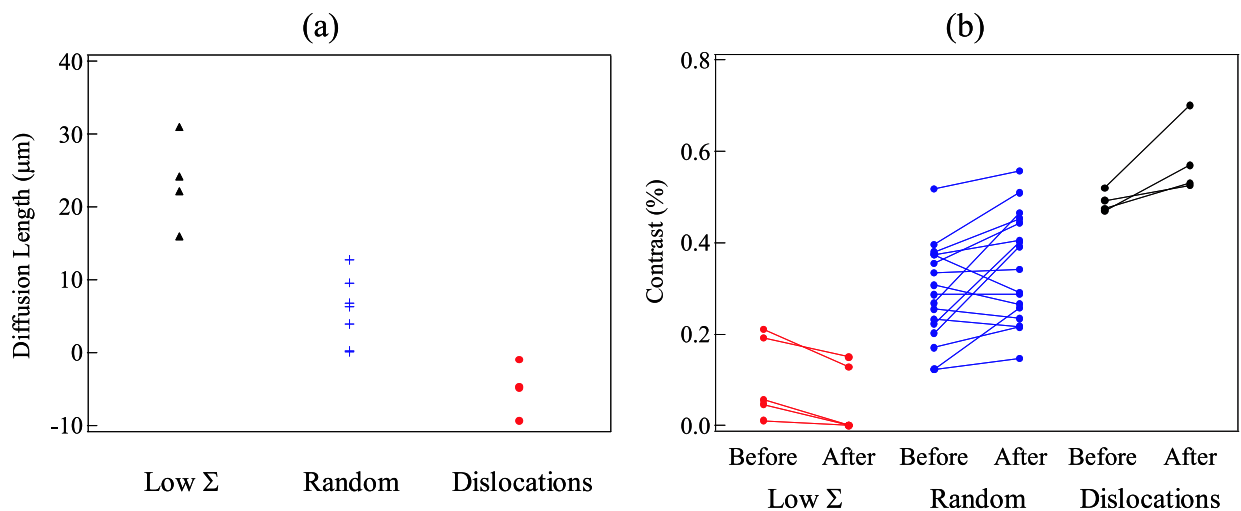 (a)
Diffusion Length (μm)
40
30
20
10
0
-10
Low Σ Random Dislocations
(b)
Contrast (%)
0.8
0.6
0.4
0.2
0.0
Before After Before After Before After
Low Σ Random Dislocations